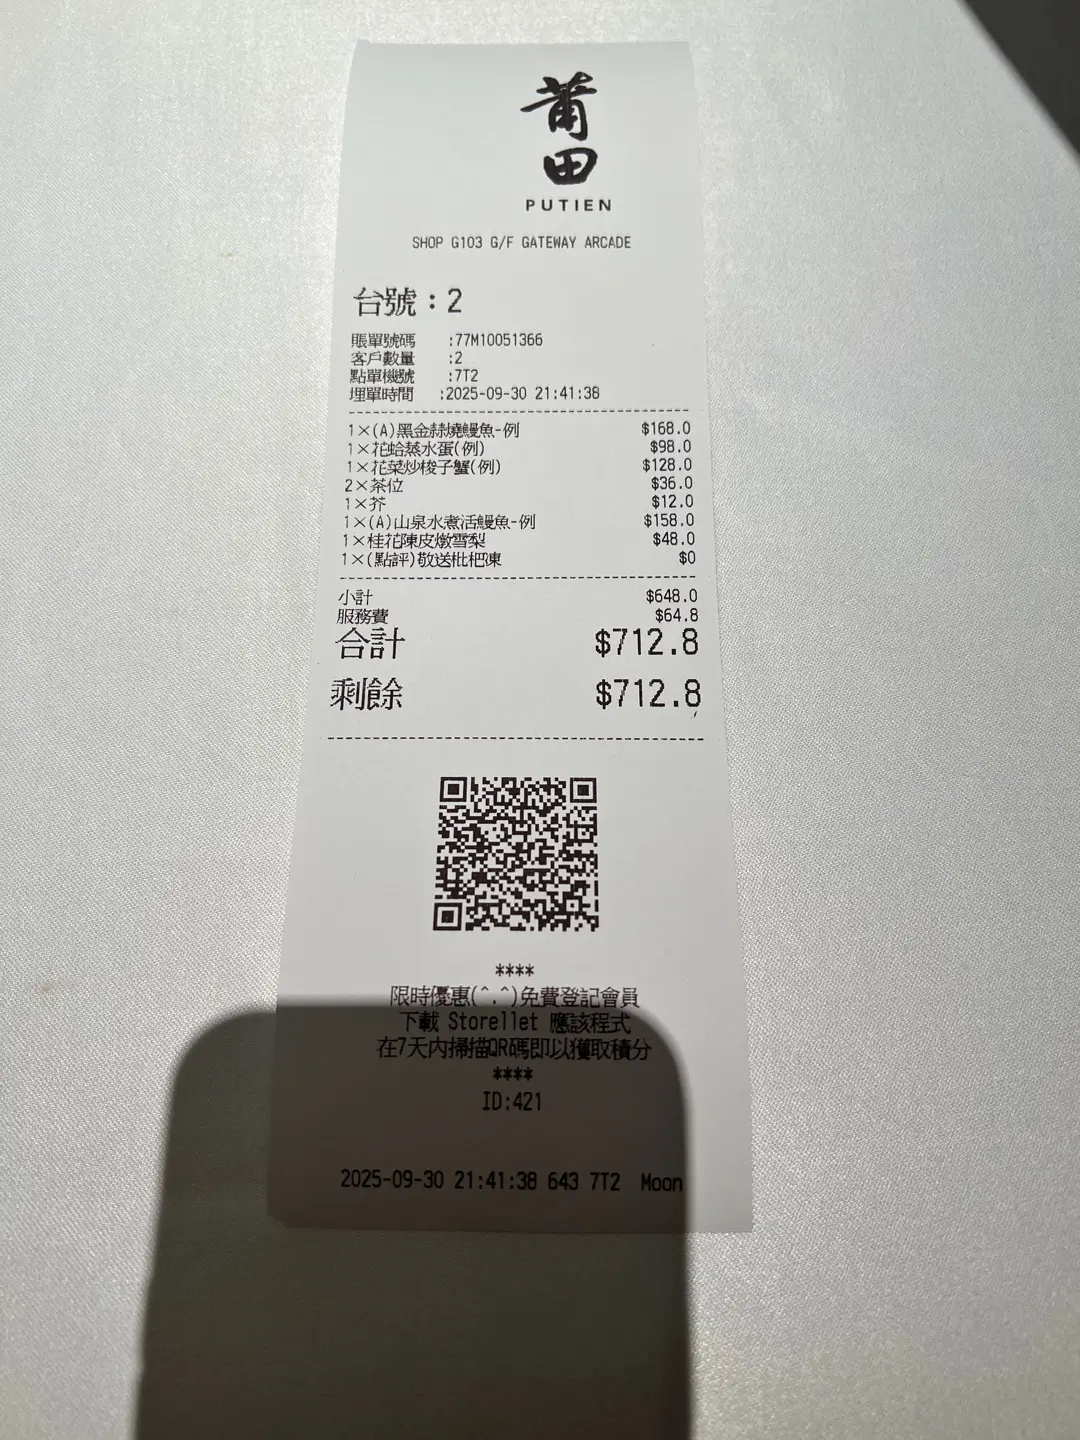 莆
田
PUTIEN
SHOP G103 G/F GATEWAY ARCADE
台號：2
賬單號碼 :77M10051366
客戶數量 :2
點單機號 :7T2
埋單時間 :2025-09-30 21:41:38
1×(A)黑金蒜燒鰻魚-例 $168.0
1×花蛤蒸水蛋(例) $98.0
1×花菜炒梭子蟹(例) $128.0
2×茶位 $36.0
1×芥 $12.0
1×(A)山泉水煮活鰻魚-例 $158.0
1×桂花陳皮燉雪梨 $48.0
1×(點評)敬送枇杷凍 $0
小計 $648.0
服務費 $64.8
合計 $712.8
剩餘 $712.8
****
限時優惠(^.^)免費登記會員
下載 Storellet 應該程式
在7天內掃描QR碼即以獲取積分
****
ID:421
2025-09-30 21:41:38 643 7T2 Moon